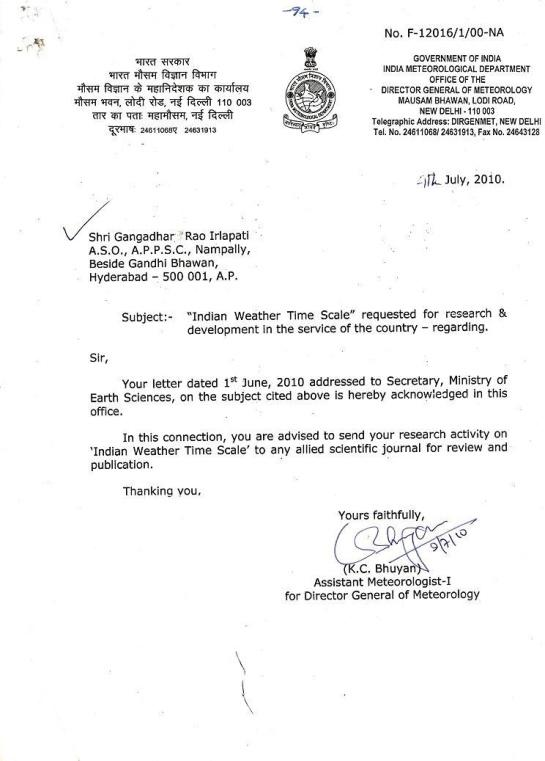 -94-
No. F-12016/1/00-NA
भारत सरकार
भारत मौसम विज्ञान विभाग
मौसम विज्ञान के महानिदेशक का कार्यालय
मौसम भवन, लोदी रोड, नई दिल्ली 110 003
तार का पताः महामौसम, नई दिल्ली
दूरभाषः 24611068ए 24631913
GOVERNMENT OF INDIA
INDIA METEOROLOGICAL DEPARTMENT
OFFICE OF THE
DIRECTOR GENERAL OF METEOROLOGY
MAUSAM BHAWAN, LODI ROAD,
NEW DELHI - 110 003
Telegraphic Address: DIRGENMET, NEW DELHI
Tel. No. 24611068/ 24631913, Fax No. 24643128
July, 2010.
Shri Gangadhar Rao Irlapati
A.S.O., A.P.P.S.C., Nampally,
Beside Gandhi Bhawan,
Hyderabad – 500 001, A.P.
Subject:- "Indian Weather Time Scale" requested for research &
development in the service of the country – regarding.
Sir,
Your letter dated 1st June, 2010 addressed to Secretary, Ministry of
Earth Sciences, on the subject cited above is hereby acknowledged in this
office.
In this connection, you are advised to send your research activity on
'Indian Weather Time Scale' to any allied scientific journal for review and
publication.
Thanking you,
Yours faithfully,
9/7/10
(K.C. Bhuyan)
Assistant Meteorologist-I
for Director General of Meteorology